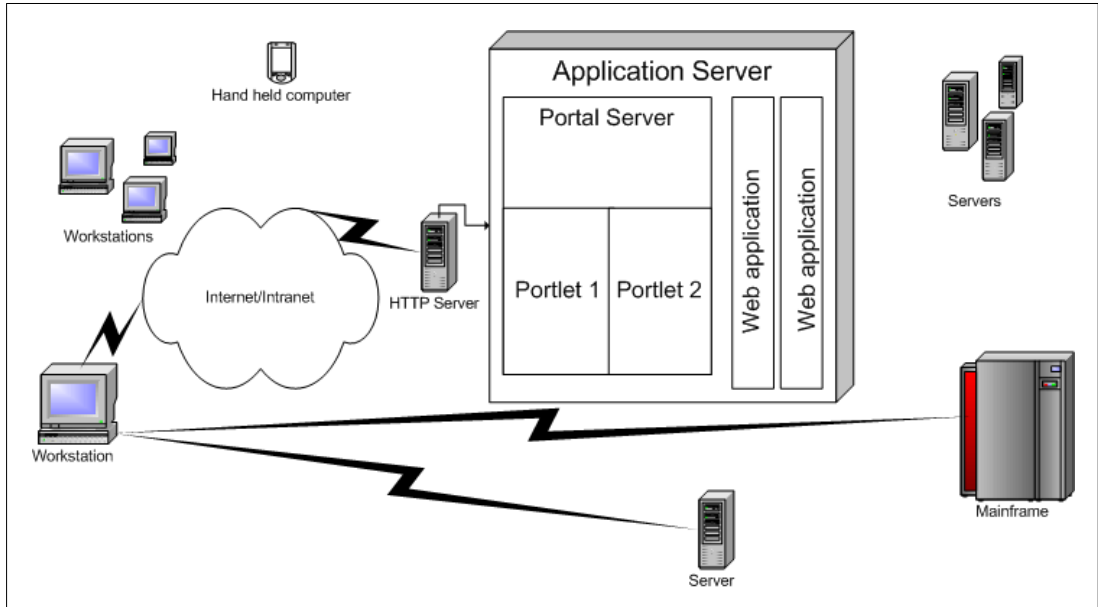 Hand held computer
Application Server
Portal Server
Portlet 1
Portlet 2
Web application
Web application
Servers
Workstations
Internet/Intranet
HTTP Server
Workstation
Mainframe
Server